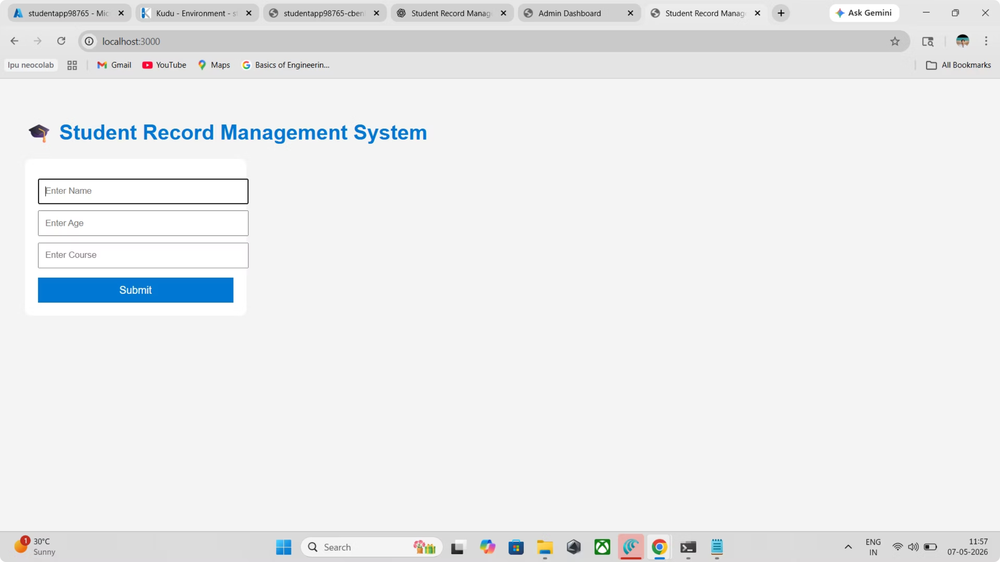 studentapp98765 - Mic
Kudu - Environment - s
studentapp98765-cben
Student Record Manag
Admin Dashboard
Student Record Manag
Ask Gemini
localhost:3000
lpu neocolab
Gmail
YouTube
Maps
Basics of Engineerin...
All Bookmarks
Student Record Management System
Enter Name
Enter Age
Enter Course
Submit
1
30°C
Sunny
Search
ENG
IN
11:57
07-05-2026